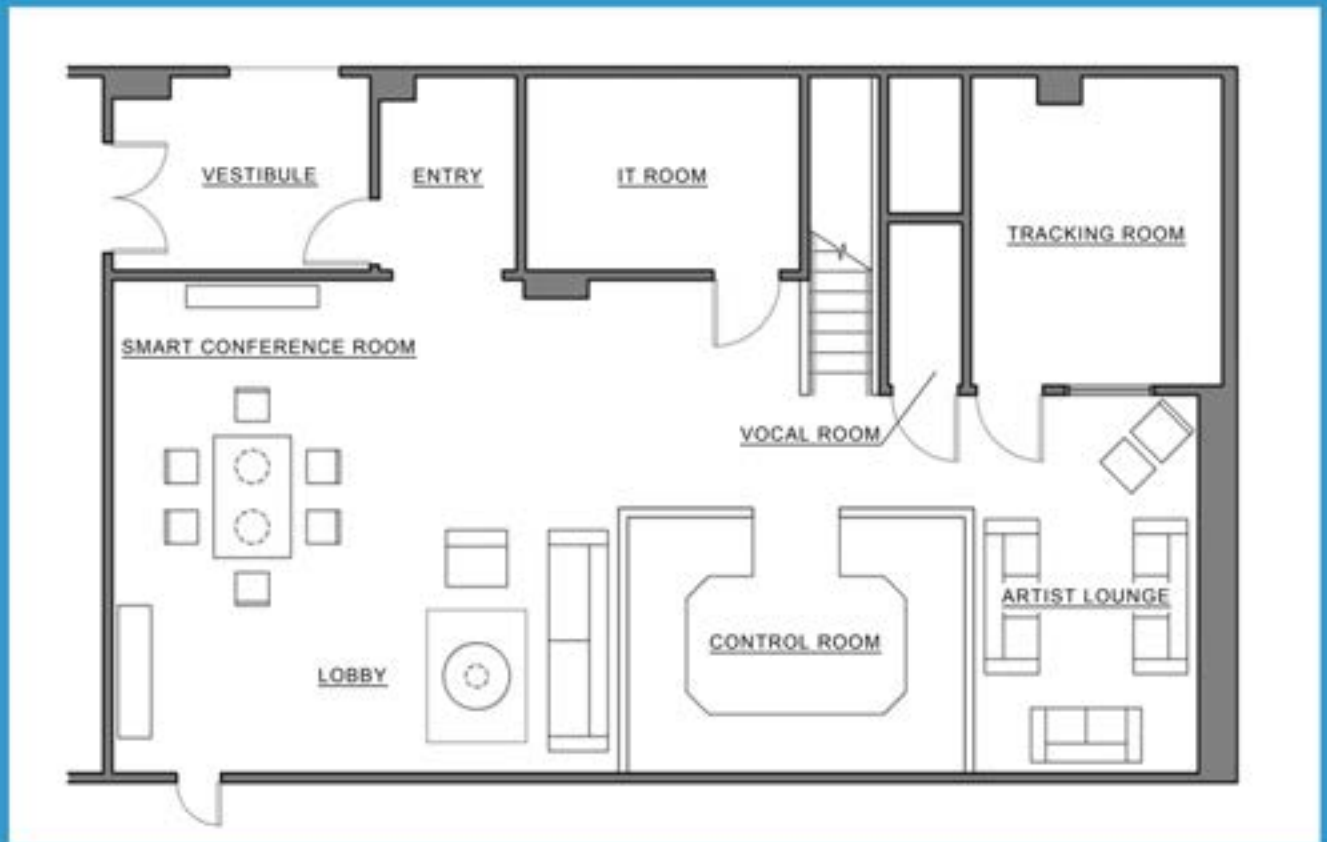 VESTIBULE
ENTRY
IT ROOM
TRACKING ROOM
SMART CONFERENCE ROOM
VOCAL ROOM
ARTIST LOUNGE
CONTROL ROOM
LOBBY